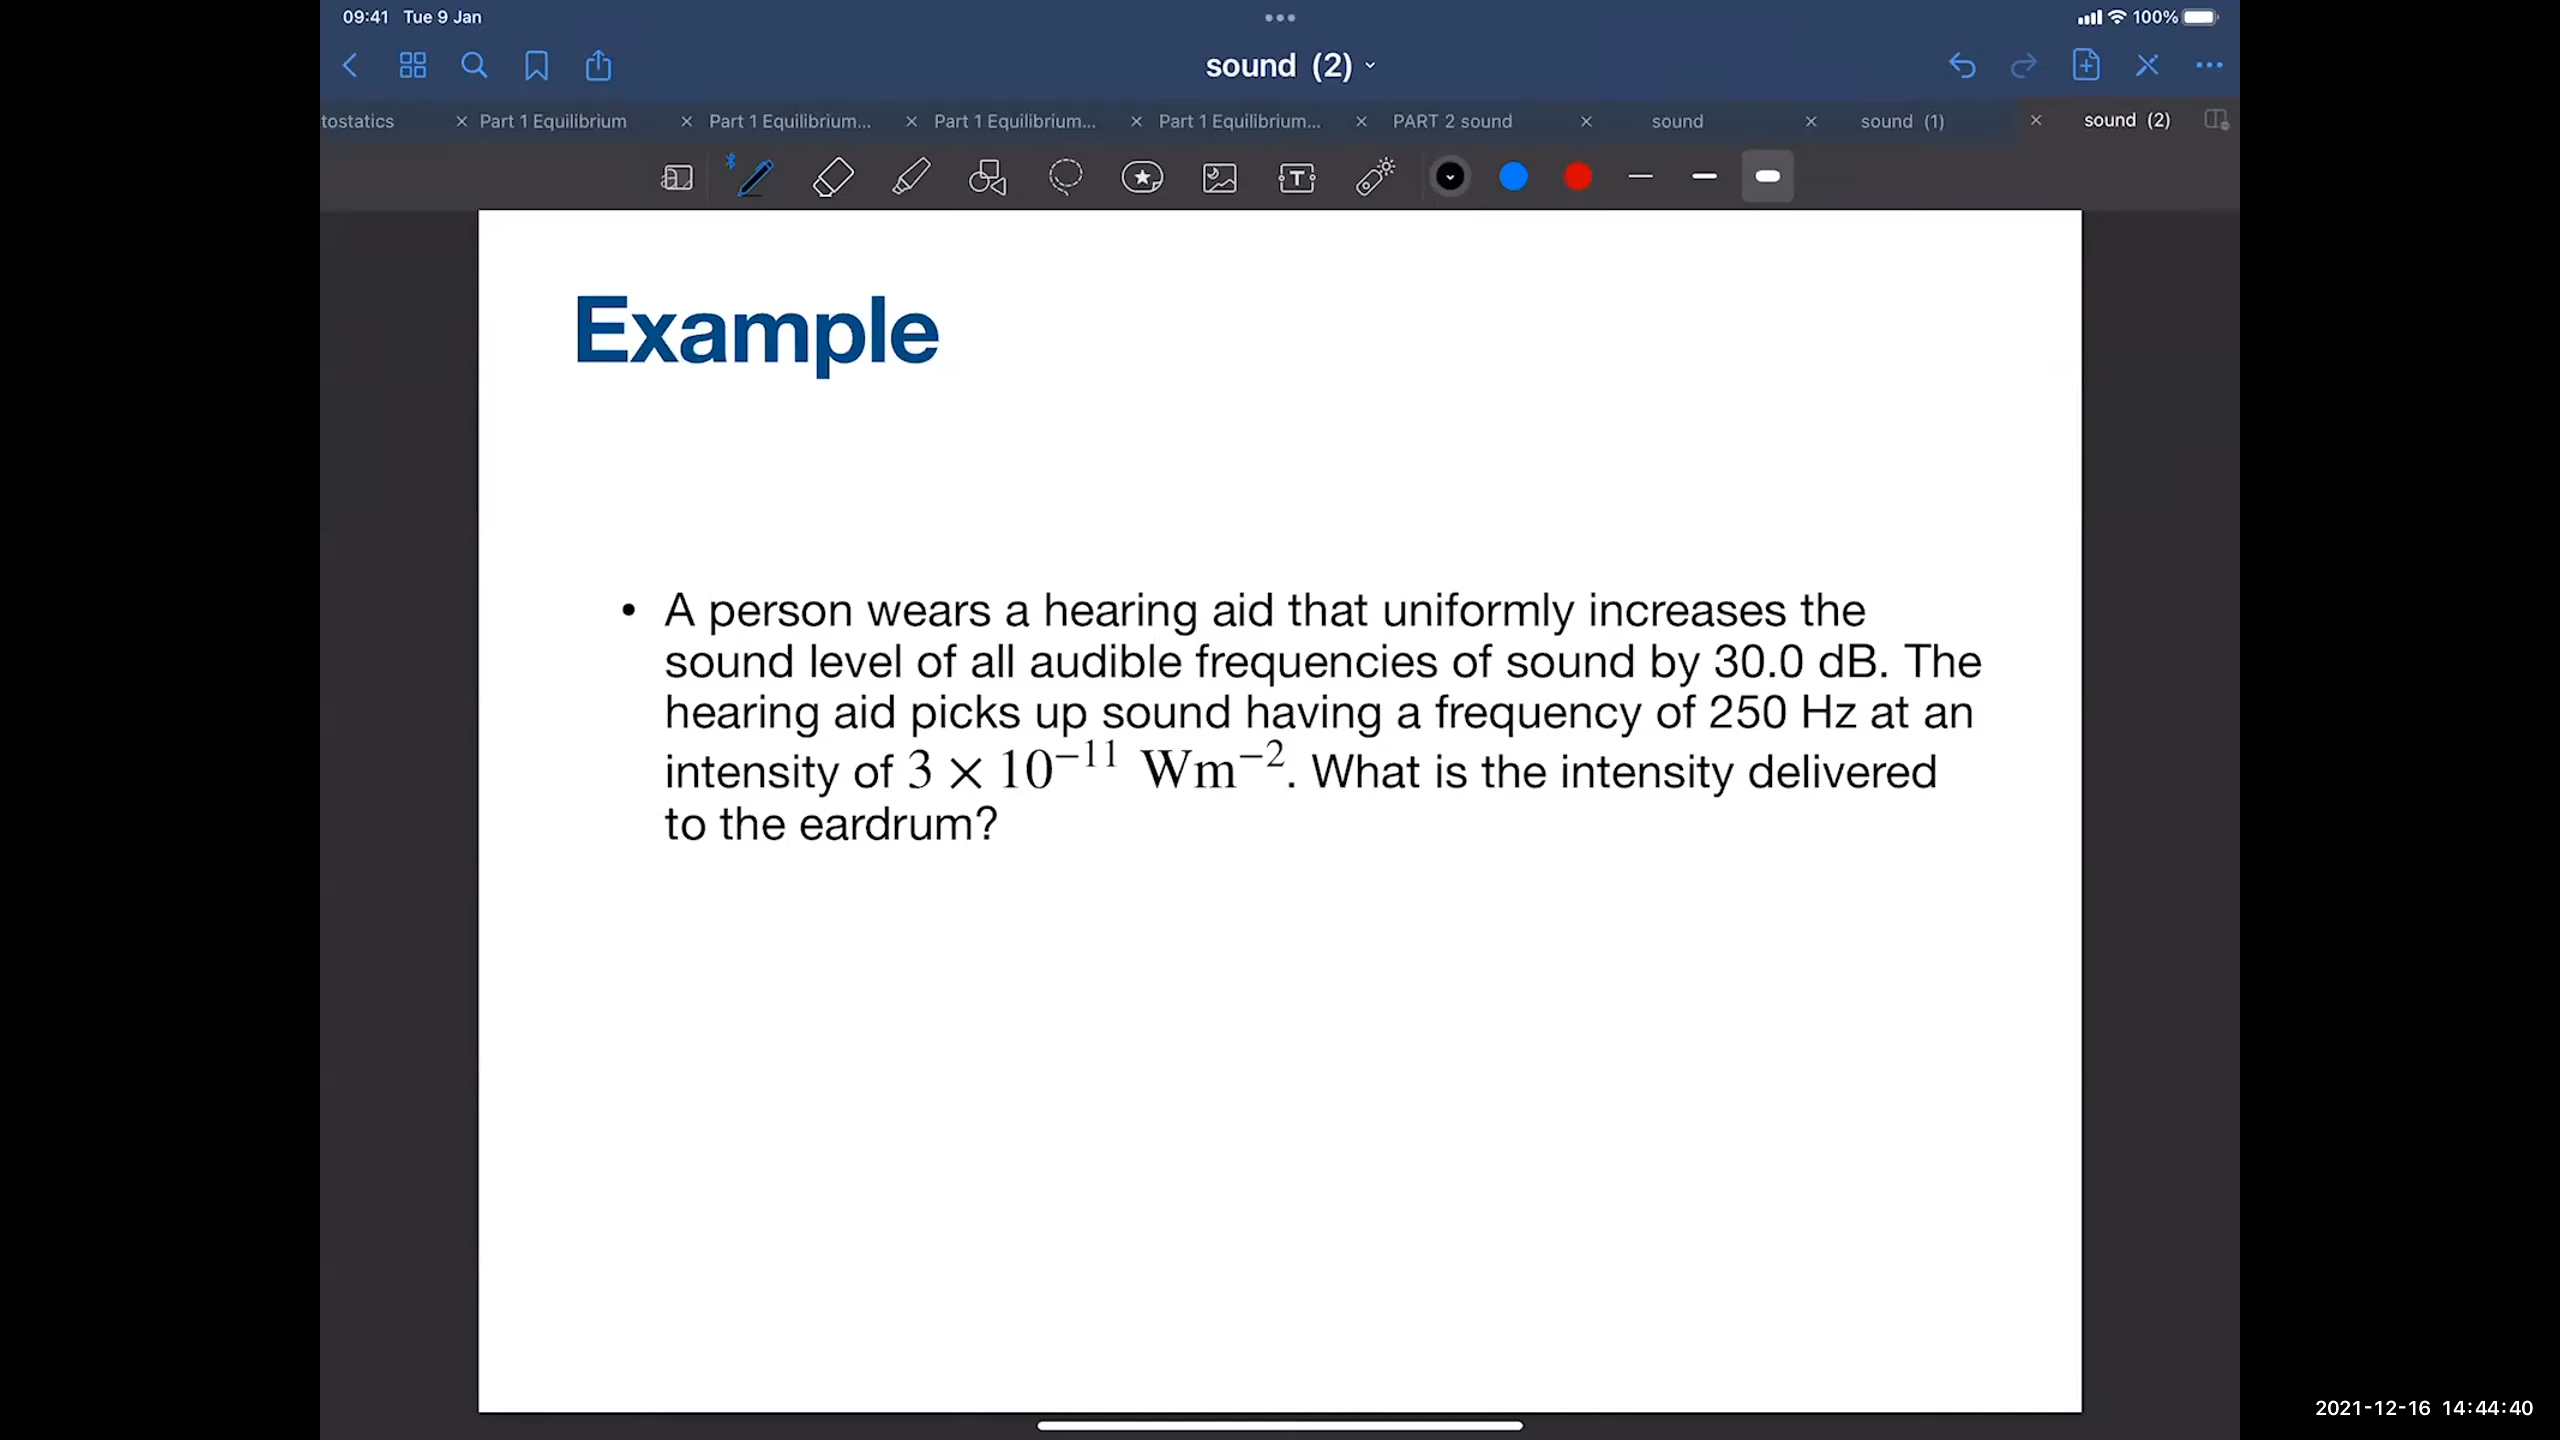 09:41 Tue 9 Jan
100%
sound (2)
tostatics
Part 1 Equilibrium
Part 1 Equilibrium...
Part 1 Equilibrium...
Part 1 Equilibrium...
PART 2 sound
sound
sound (1)
sound (2)
Example
• A person wears a hearing aid that uniformly increases the
sound level of all audible frequencies of sound by 30.0 dB. The
hearing aid picks up sound having a frequency of 250 Hz at an
intensity of 3 × 10⁻¹¹ Wm⁻². What is the intensity delivered
to the eardrum?
2021-12-16 14:44:40